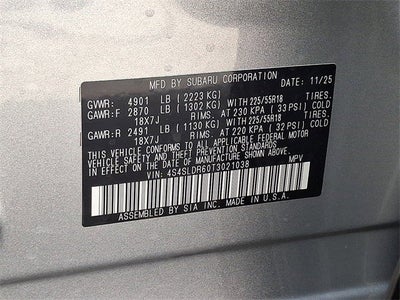 MFD BY SUBARU CORPORATION DATE: 11/25
GVWR: 4901 LB (2223 KG)
GAWR:F 2870 LB (1302 KG) WITH 225/55R18 TIRES.
18X7J RIMS. AT 230 KPA (33 PSI) COLD
GAWR:R 2491 LB (1130 KG) WITH 225/55R18 TIRES.
18X7J RIMS. AT 220 KPA (32 PSI) COLD
THIS VEHICLE CONFORMS TO ALL APPLICABLE FEDERAL MOTOR
VEHICLE SAFETY AND BUMPER STANDARDS IN EFFECT ON THE
DATE OF MANUFACTURE SHOWN ABOVE.
VIN: 4S4SLDR60T3021038 MPV
ASSEMBLED BY SIA INC. MADE IN U.S.A.